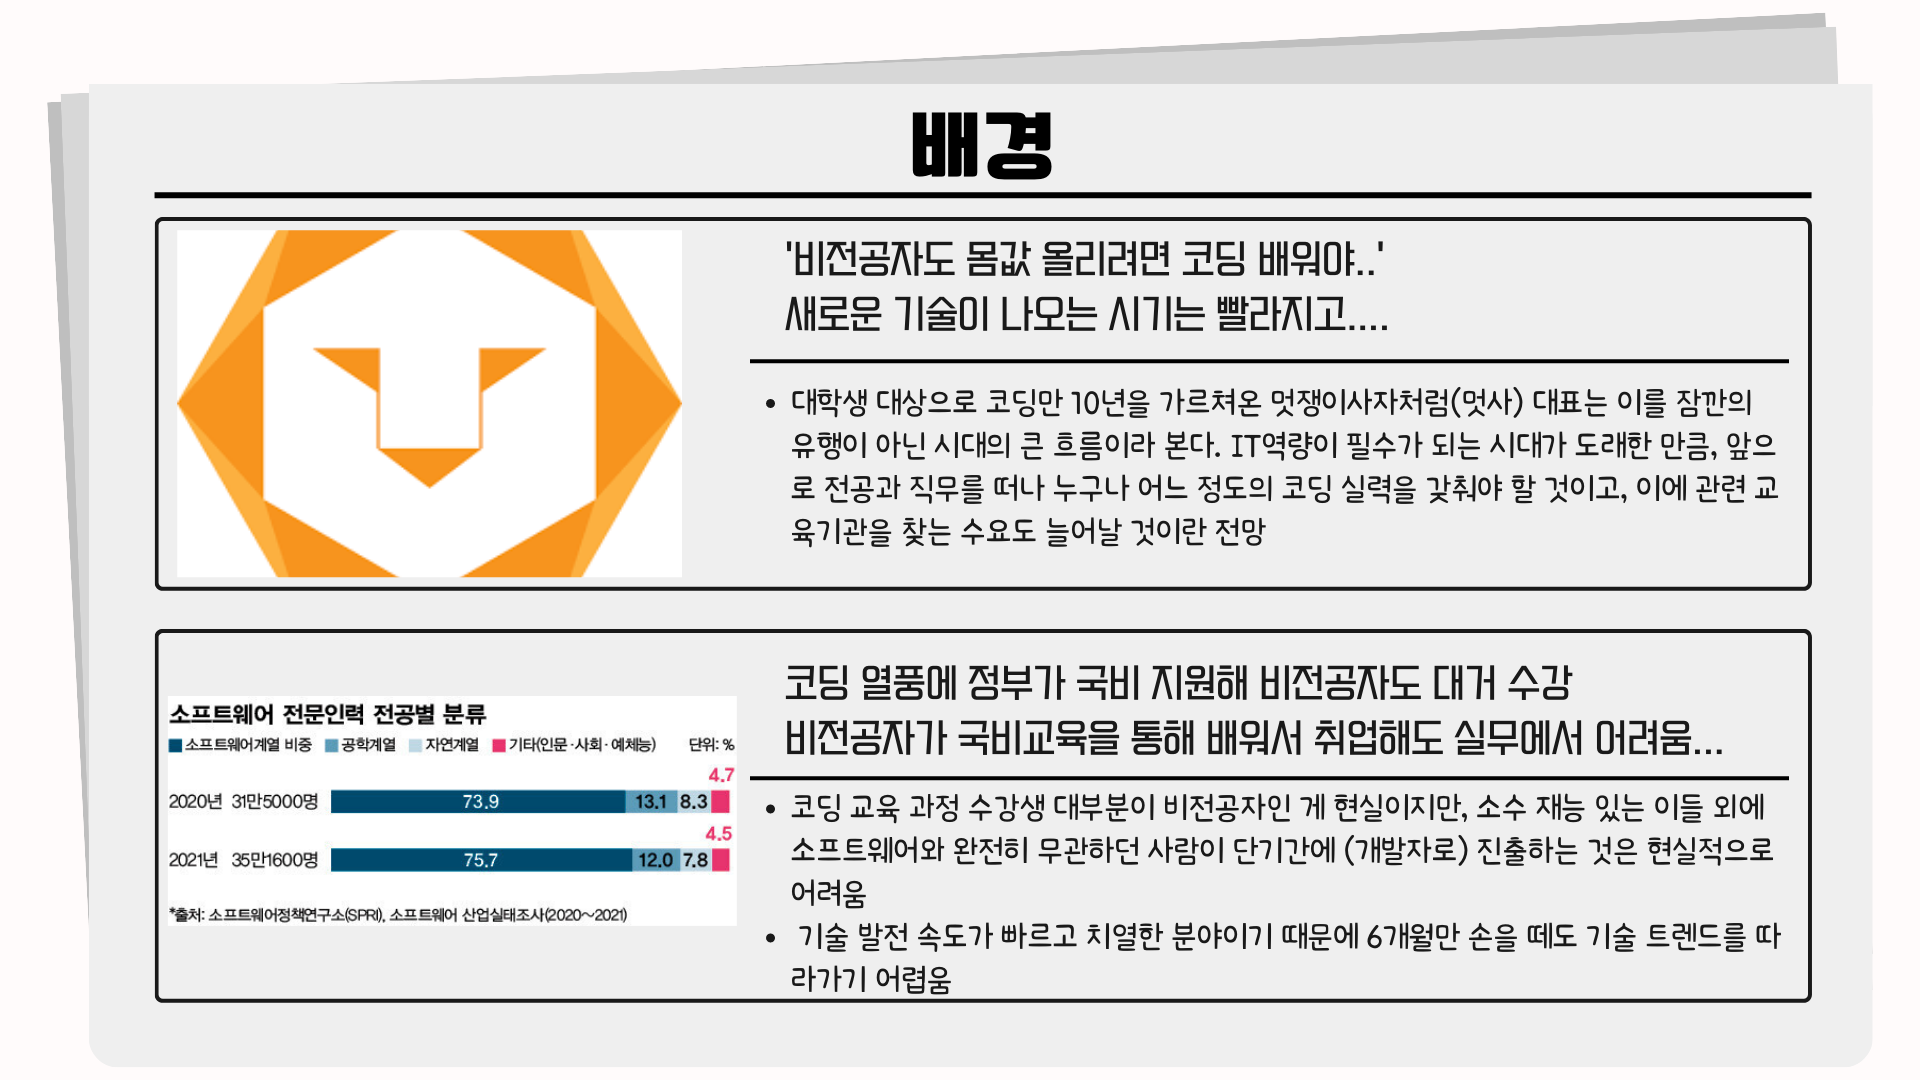 배경
'비전공자도 몸값 올리려면 코딩 배워야..'
새로운 기술이 나오는 시기는 빨라지고....
• 대학생 대상으로 코딩만 10년을 가르쳐온 멋쟁이사자처럼(멋사) 대표는 이를 잠깐의
유행이 아닌 시대의 큰 흐름이라 본다. IT역량이 필수가 되는 시대가 도래한 만큼, 앞으
로 전공과 직무를 떠나 누구나 어느 정도의 코딩 실력을 갖춰야 할 것이고, 이에 관련 교
육기관을 찾는 수요도 늘어날 것이란 전망
소프트웨어 전문인력 전공별 분류
소프트웨어계열 비중 공학계열 자연계열 기타(인문·사회·예체능) 단위: %
4.7
2020년 31만5000명 73.9 13.1 8.3
4.5
2021년 35만1600명 75.7 12.0 7.8
*출처: 소프트웨어정책연구소(SPRI), 소프트웨어 산업실태조사(2020~2021)
코딩 열풍에 정부가 국비 지원해 비전공자도 대거 수강
비전공자가 국비교육을 통해 배워서 취업해도 실무에서 어려움...
• 코딩 교육 과정 수강생 대부분이 비전공자인 게 현실이지만, 소수 재능 있는 이들 외에
소프트웨어와 완전히 무관하던 사람이 단기간에 (개발자로) 진출하는 것은 현실적으로
어려움
• 기술 발전 속도가 빠르고 치열한 분야이기 때문에 6개월만 손을 떼도 기술 트렌드를 따
라가기 어렵움